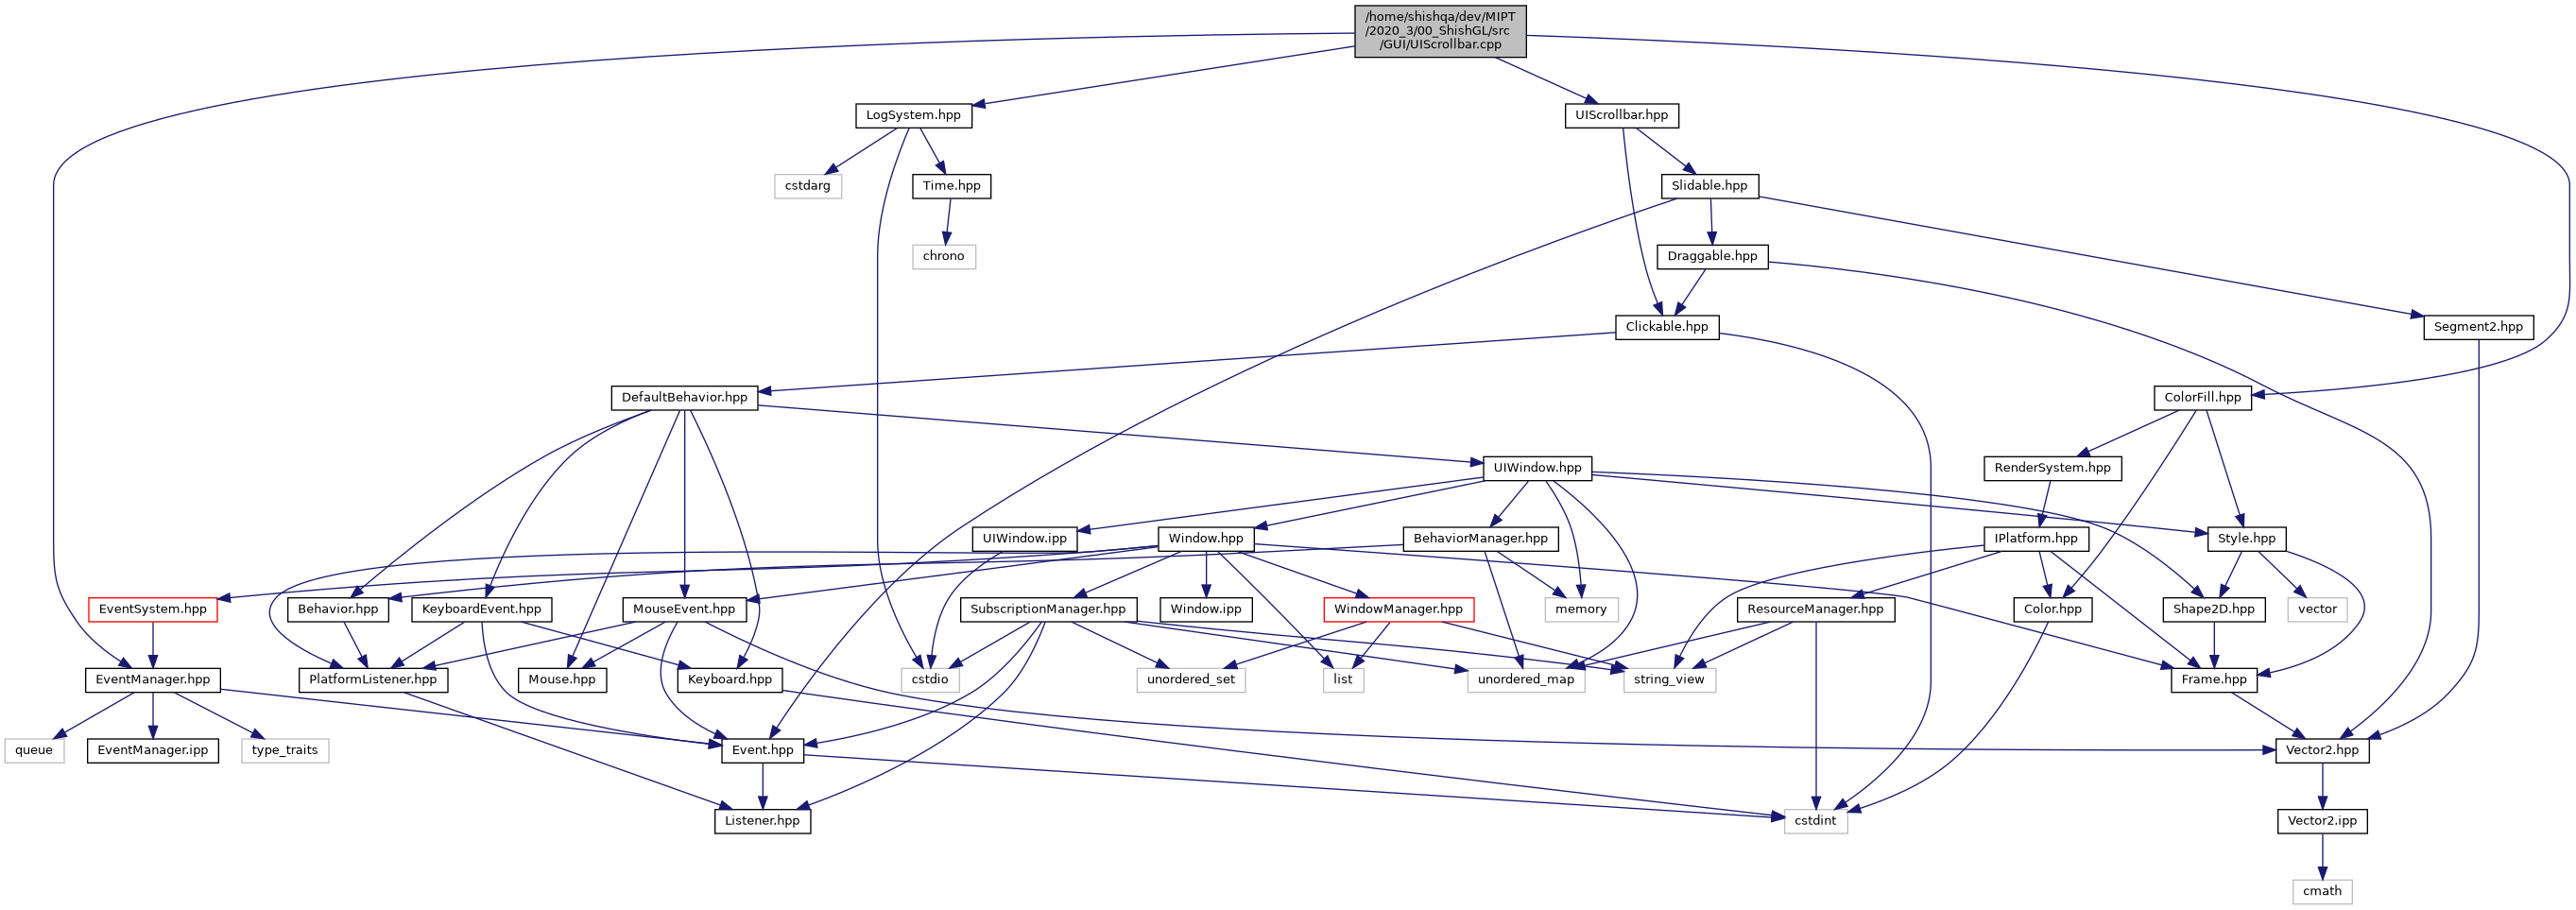 /home/shishqa/dev/MIPT
/2020_3/00_ShishGL/src
/GUI/UIScrollbar.cpp
LogSystem.hpp
UIScrollbar.hpp
cstdarg
Time.hpp
Slidable.hpp
chrono
Draggable.hpp
Clickable.hpp
Segment2.hpp
DefaultBehavior.hpp
ColorFill.hpp
UIWindow.hpp
RenderSystem.hpp
UIWindow.ipp
Window.hpp
BehaviorManager.hpp
IPlatform.hpp
Style.hpp
EventSystem.hpp
Behavior.hpp
KeyboardEvent.hpp
MouseEvent.hpp
SubscriptionManager.hpp
Window.ipp
WindowManager.hpp
memory
ResourceManager.hpp
Color.hpp
Shape2D.hpp
vector
EventManager.hpp
PlatformListener.hpp
Mouse.hpp
Keyboard.hpp
cstdio
unordered_set
list
unordered_map
string_view
Frame.hpp
queue
EventManager.ipp
type_traits
Event.hpp
Vector2.hpp
Listener.hpp
cstdint
Vector2.ipp
cmath